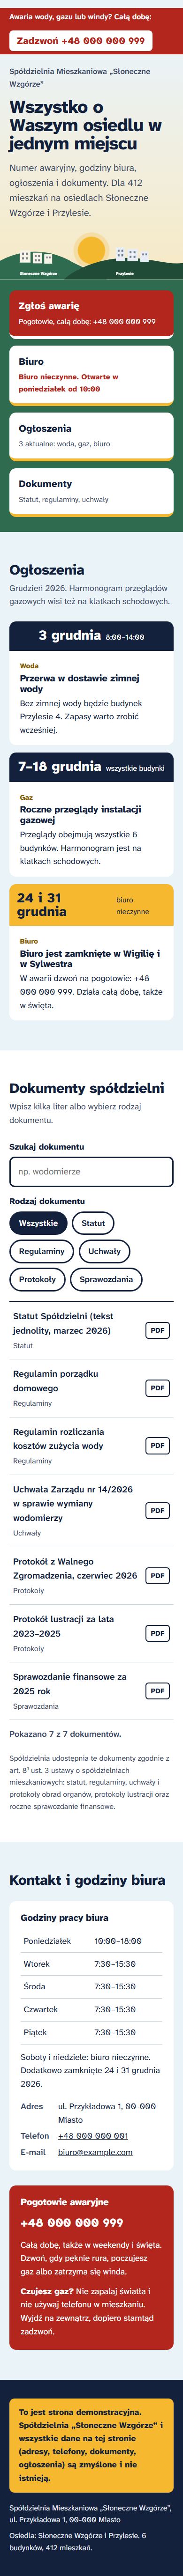 Awaria wody, gazu lub windy? Całą dobę:
Zadzwoń +48 000 000 999
Spółdzielnia Mieszkaniowa „Słoneczne
Wzgórze”
Wszystko o
Waszym osiedlu w
jednym miejscu
Numer awaryjny, godziny biura,
ogłoszenia i dokumenty. Dla 412
mieszkań na osiedlach Słoneczne
Wzgórze i Przylesie.
Słoneczne Wzgórze
Przylesie
Zgłoś awarię
Pogotowie, całą dobę: +48 000 000 999
Biuro
Biuro nieczynne. Otwarte w
poniedziałek od 10:00
Ogłoszenia
3 aktualne: woda, gaz, biuro
Dokumenty
Statut, regulaminy, uchwały
Ogłoszenia
Grudzień 2026. Harmonogram przeglądów
gazowych wisi też na klatkach schodowych.
3 grudnia 8:00–14:00
Woda
Przerwa w dostawie zimnej
wody
Bez zimnej wody będzie budynek
Przylesie 4. Zapasy warto zrobić
wcześniej.
7–18 grudnia wszystkie budynki
Gaz
Roczne przeglądy instalacji
gazowej
Przeglądy obejmują wszystkie 6
budynków. Harmonogram jest na
klatkach schodowych.
24 i 31
grudnia
biuro
nieczynne
Biuro
Biuro jest zamknięte w Wigilię i
w Sylwestra
W awarii dzwoń na pogotowie: +48
000 000 999. Działa całą dobę, także
w święta.
Dokumenty spółdzielni
Wpisz kilka liter albo wybierz rodzaj
dokumentu.
Szukaj dokumentu
np. wodomierze
Rodzaj dokumentu
Wszystkie Statut
Regulaminy Uchwały
Protokoły Sprawozdania
Statut Spółdzielni (tekst
jednolity, marzec 2026)
Statut
PDF
Regulamin porządku
domowego
Regulaminy
PDF
Regulamin rozliczania
kosztów zużycia wody
Regulaminy
PDF
Uchwała Zarządu nr 14/2026
w sprawie wymiany
wodomierzy
Uchwały
PDF
Protokół z Walnego
Zgromadzenia, czerwiec 2026
Protokoły
PDF
Protokół lustracji za lata
2023–2025
Protokoły
PDF
Sprawozdanie finansowe za
2025 rok
Sprawozdania
PDF
Pokazano 7 z 7 dokumentów.
Spółdzielnia udostępnia te dokumenty zgodnie z
art. 8¹ ust. 3 ustawy o spółdzielniach
mieszkaniowych: statut, regulaminy, uchwały i
protokoły obrad organów, protokoły lustracji oraz
roczne sprawozdanie finansowe.
Kontakt i godziny biura
Godziny pracy biura
Poniedziałek 10:00–18:00
Wtorek 7:30–15:30
Środa 7:30–15:30
Czwartek 7:30–15:30
Piątek 7:30–15:30
Soboty i niedziele: biuro nieczynne.
Dodatkowo zamknięte 24 i 31 grudnia
2026.
Adres ul. Przykładowa 1, 00-000
Miasto
Telefon +48 000 000 001
E-mail biuro@example.com
Pogotowie awaryjne
+48 000 000 999
Całą dobę, także w weekendy i święta.
Dzwoń, gdy pęknie rura, poczujesz
gaz albo zatrzyma się winda.
Czujesz gaz? Nie zapalaj światła i
nie używaj telefonu w mieszkaniu.
Wyjdź na zewnątrz, dopiero stamtąd
zadzwoń.
To jest strona demonstracyjna.
Spółdzielnia „Słoneczne Wzgórze” i
wszystkie dane na tej stronie
(adresy, telefony, dokumenty,
ogłoszenia) są zmyślone i nie
istnieją.
Spółdzielnia Mieszkaniowa „Słoneczne Wzgórze”,
ul. Przykładowa 1, 00-000 Miasto
Osiedla: Słoneczne Wzgórze i Przylesie. 6
budynków, 412 mieszkań.